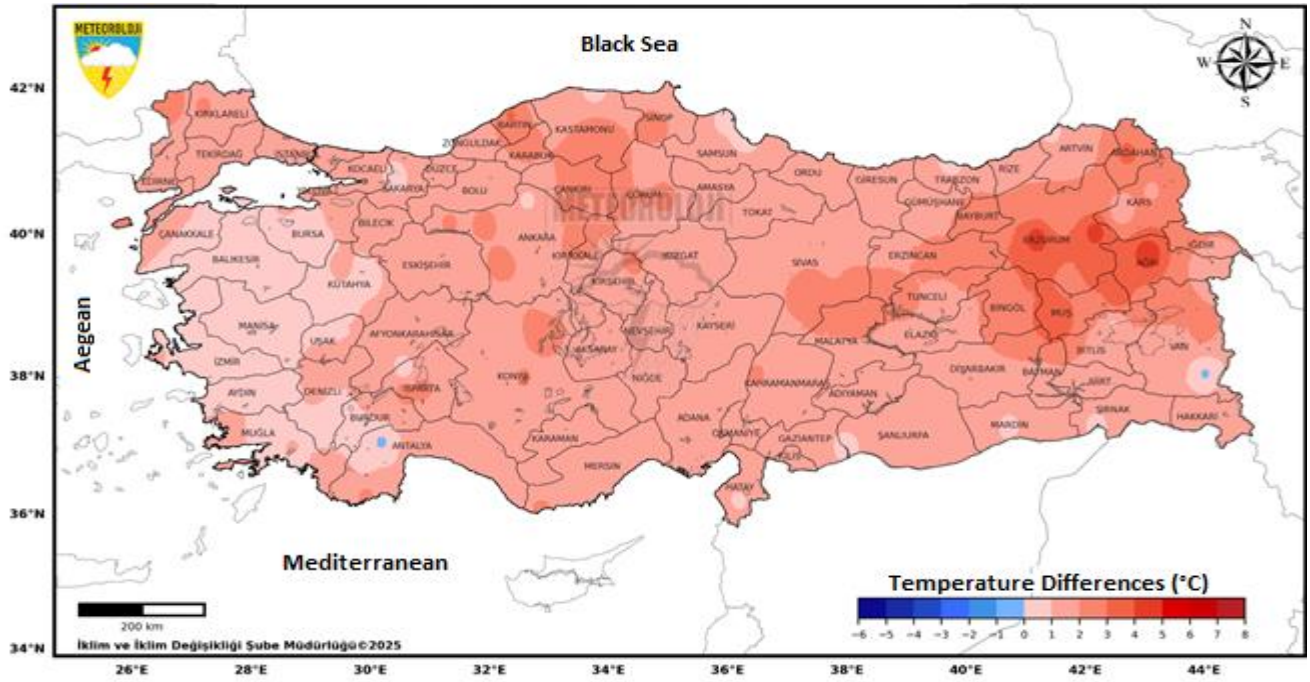 METEOROLOJİ
Black Sea
N
W E
S
42°N
40°N
38°N
36°N
34°N
KIRKLARELİ
TEKİRDAĞ
İSTANBUL
EDİRNE
KOCAELİ
YALOVA
SAKARYA
DÜZCE
ZONGULDAK
BARTIN
KARABÜK
KASTAMONU
SİNOP
SAMSUN
BOLU
ÇANKIRI
ÇORUM
AMASYA
ORDU
GİRESUN
TRABZON
RİZE
ARTVİN
ARDAHAN
KARS
GÜMÜŞHANE
BAYBURT
TOKAT
METEOROLOJİ
ÇANAKKALE
BURSA
BİLECİK
ANKARA
BALIKESİR
ESKİŞEHİR
KIRIKKALE
YOZGAT
SİVAS
ERZİNCAN
ERZURUM
AĞRI
IĞDIR
KÜTAHYA
KIRŞEHİR
TUNCELİ
BİNGÖL
MUŞ
MANİSA
UŞAK
AFYONKARAHİSAR
NEVŞEHİR
KAYSERİ
MALATYA
ELAZIĞ
BİTLİS
VAN
İZMİR
AKSARAY
KONYA
NİĞDE
AYDIN
DENİZLİ
ISPARTA
KAHRAMANMARAŞ
ADIYAMAN
DİYARBAKIR
BATMAN
SİİRT
ŞIRNAK
HAKKARİ
BURDUR
MUĞLA
ANTALYA
KARAMAN
MERSİN
ADANA
OSMANİYE
GAZİANTEP
KİLİS
ŞANLIURFA
MARDİN
HATAY
Aegean
Mediterranean
Temperature Differences (°C)
−6 −5 −4 −3 −2 −1 0 1 2 3 4 5 6 7 8
200 km
İklim ve İklim Değişikliği Şube Müdürlüğü©2025
26°E 28°E 30°E 32°E 34°E 36°E 38°E 40°E 42°E 44°E